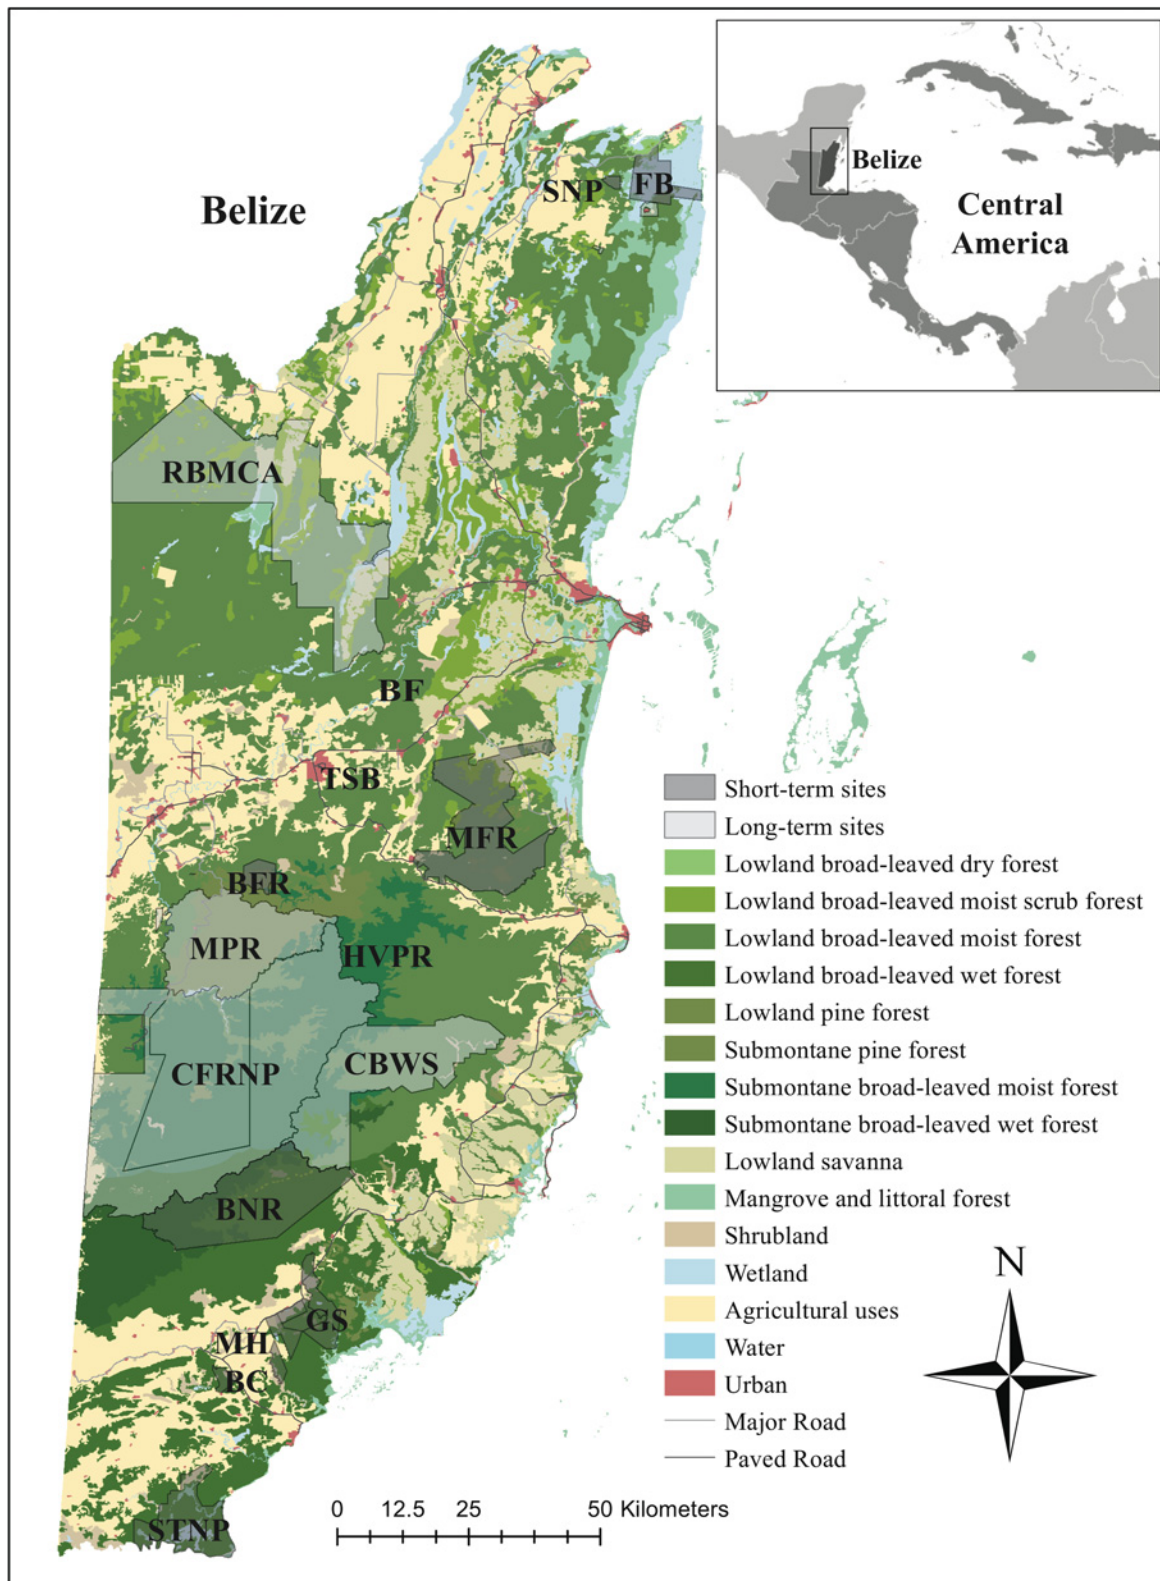 Belize
Belize
Central
America
SNP
FB
RBMCA
BF
TSB
MFR
BFR
MPR
HVPR
CFRNP
CBWS
BNR
GS
MH
BC
STNP
Short-term sites
Long-term sites
Lowland broad-leaved dry forest
Lowland broad-leaved moist scrub forest
Lowland broad-leaved moist forest
Lowland broad-leaved wet forest
Lowland pine forest
Submontane pine forest
Submontane broad-leaved moist forest
Submontane broad-leaved wet forest
Lowland savanna
Mangrove and littoral forest
Shrubland
Wetland
Agricultural uses
Water
Urban
Major Road
Paved Road
N
0 12.5 25 50 Kilometers